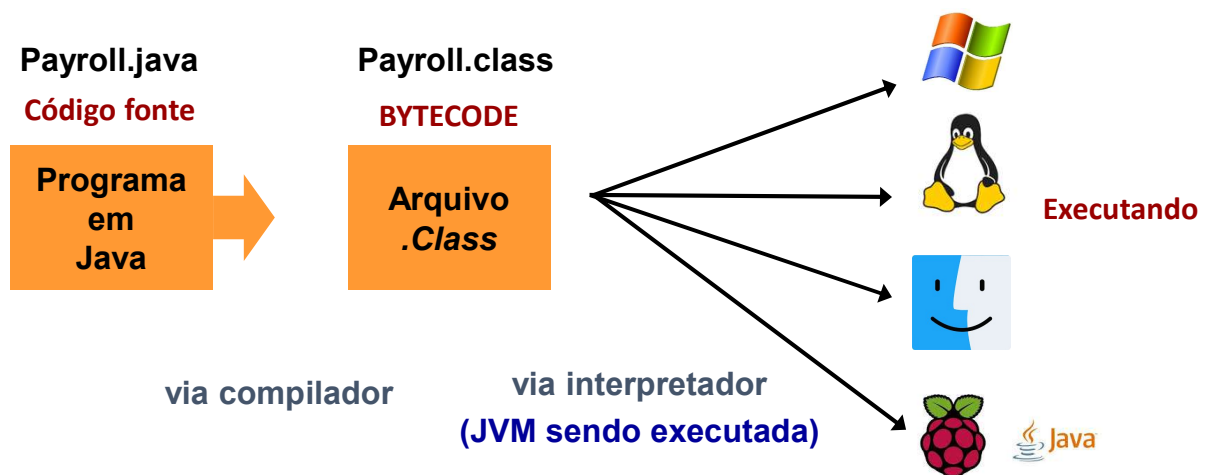 Payroll.java
Código fonte
Programa
em
Java
Payroll.class
BYTECODE
Arquivo
.Class
Executando
via compilador
via interpretador
(JVM sendo executada)
Java